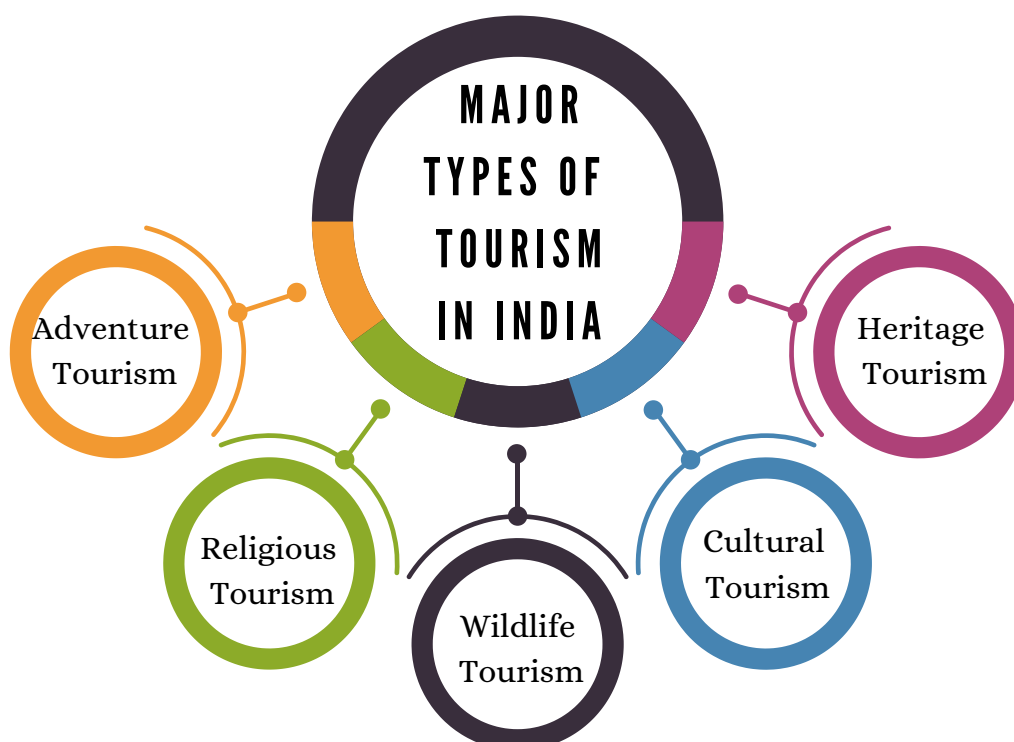 MAJOR
TYPES OF
TOURISM
IN INDIA
Adventure
Tourism
Religious
Tourism
Wildlife
Tourism
Cultural
Tourism
Heritage
Tourism